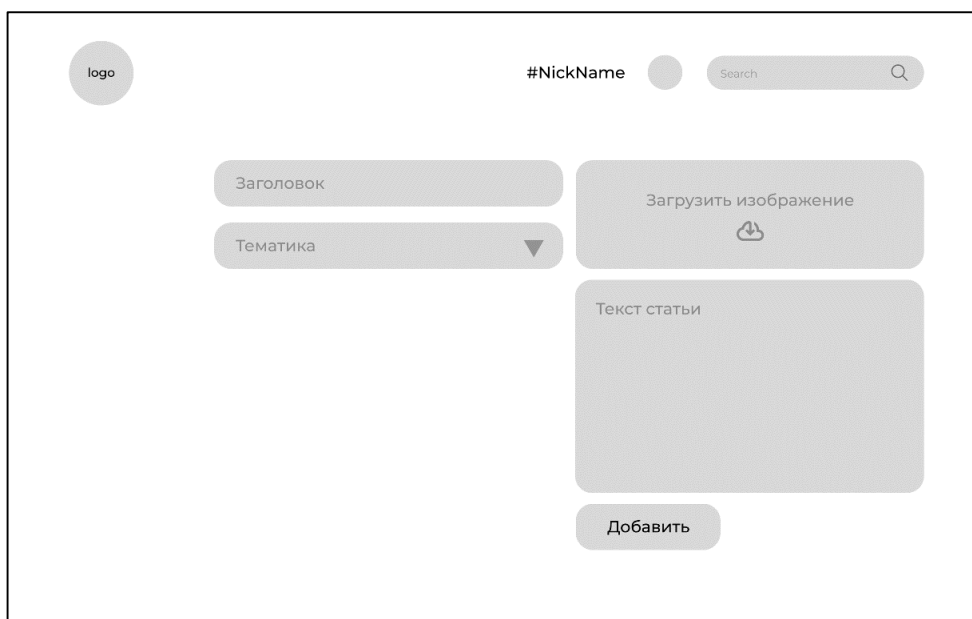 logo
#NickName
Search
Заголовок
Тематика
Загрузить изображение
Текст статьи
Добавить